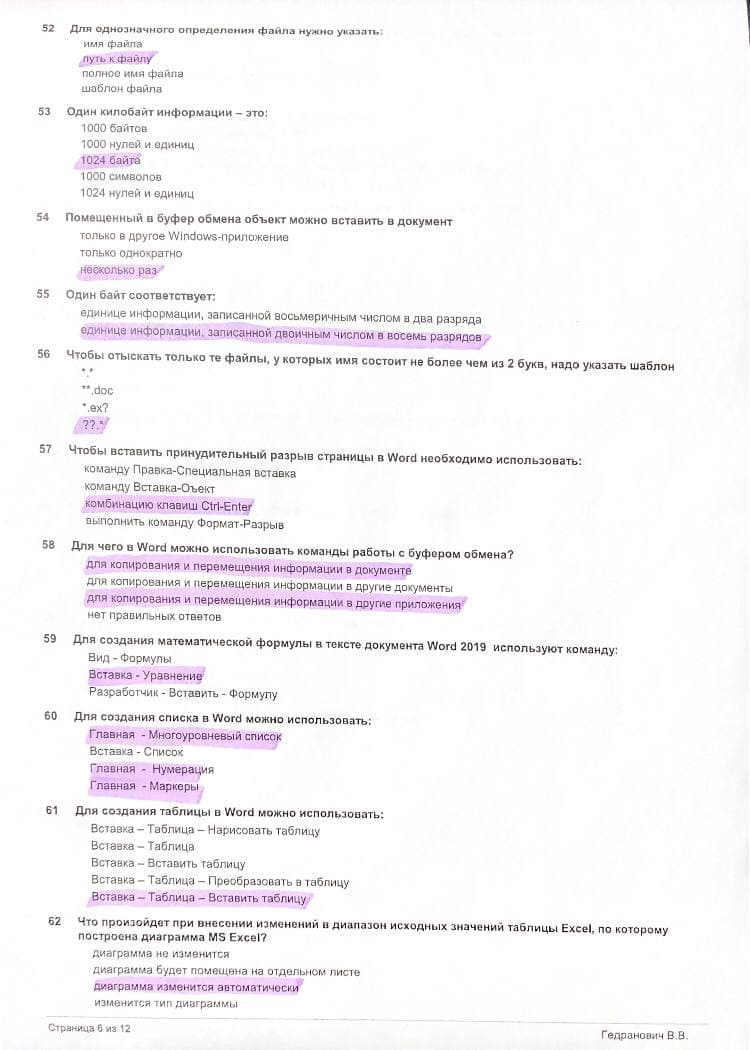 52 Для однозначного определения файла нужно указать:
имя файла
путь к файлу
полное имя файла
шаблон файла
53 Один килобайт информации – это:
1000 байтов
1000 нулей и единиц
1024 байта
1000 символов
1024 нулей и единиц
54 Помещенный в буфер обмена объект можно вставить в документ
только в другое Windows-приложение
только однократно
несколько раз
55 Один байт соответствует:
единице информации, записанной восьмеричным числом в два разряда
единице информации, записанной двоичным числом в восемь разрядов
56 Чтобы отыскать только те файлы, у которых имя состоит не более чем из 2 букв, надо указать шаблон
*.*
**.doc
*.ex?
??.*
57 Чтобы вставить принудительный разрыв страницы в Word необходимо использовать:
команду Правка-Специальная вставка
команду Вставка-Оъект
комбинацию клавиш Ctrl-Enter
выполнить команду Формат-Разрыв
58 Для чего в Word можно использовать команды работы с буфером обмена?
для копирования и перемещения информации в документе
для копирования и перемещения информации в другие документы
для копирования и перемещения информации в другие приложения
нет правильных ответов
59 Для создания математической формулы в тексте документа Word 2019 используют команду:
Вид - Формулы
Вставка - Уравнение
Разработчик - Вставить - Формулу
60 Для создания списка в Word можно использовать:
Главная - Многоуровневый список
Вставка - Список
Главная - Нумерация
Главная - Маркеры
61 Для создания таблицы в Word можно использовать:
Вставка – Таблица – Нарисовать таблицу
Вставка – Таблица
Вставка – Вставить таблицу
Вставка – Таблица – Преобразовать в таблицу
Вставка – Таблица – Вставить таблицу
62 Что произойдет при внесении изменений в диапазон исходных значений таблицы Excel, по которому
построена диаграмма MS Excel?
диаграмма не изменится
диаграмма будет помещена на отдельном листе
диаграмма изменится автоматически
изменится тип диаграммы
Страница 6 из 12
Гедранович В.В.